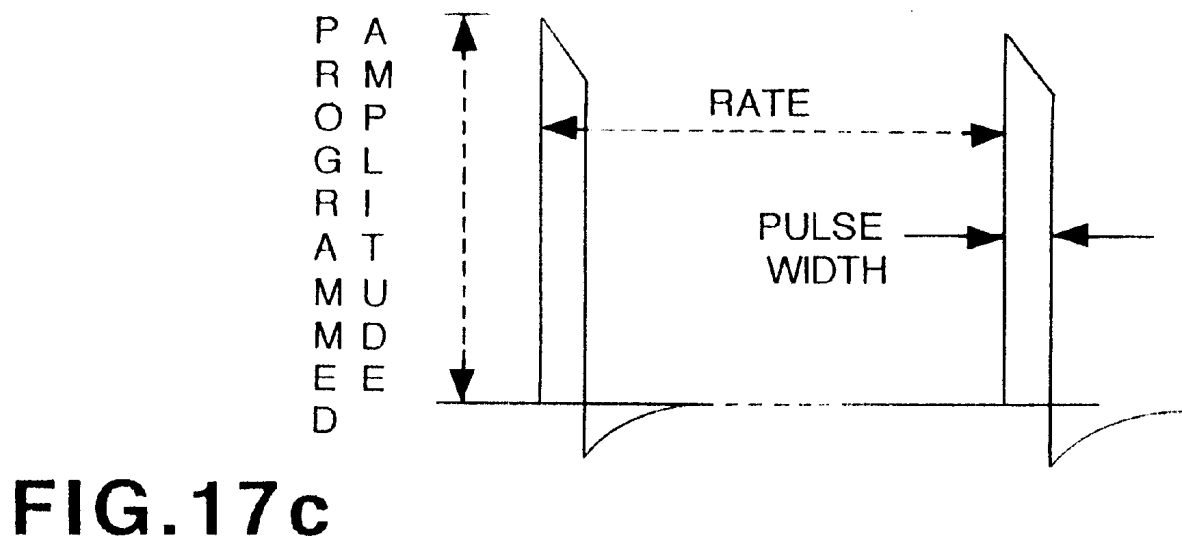 PROGRAMMED
AMPLITUDE
RATE
PULSE
WIDTH
FIG.17c